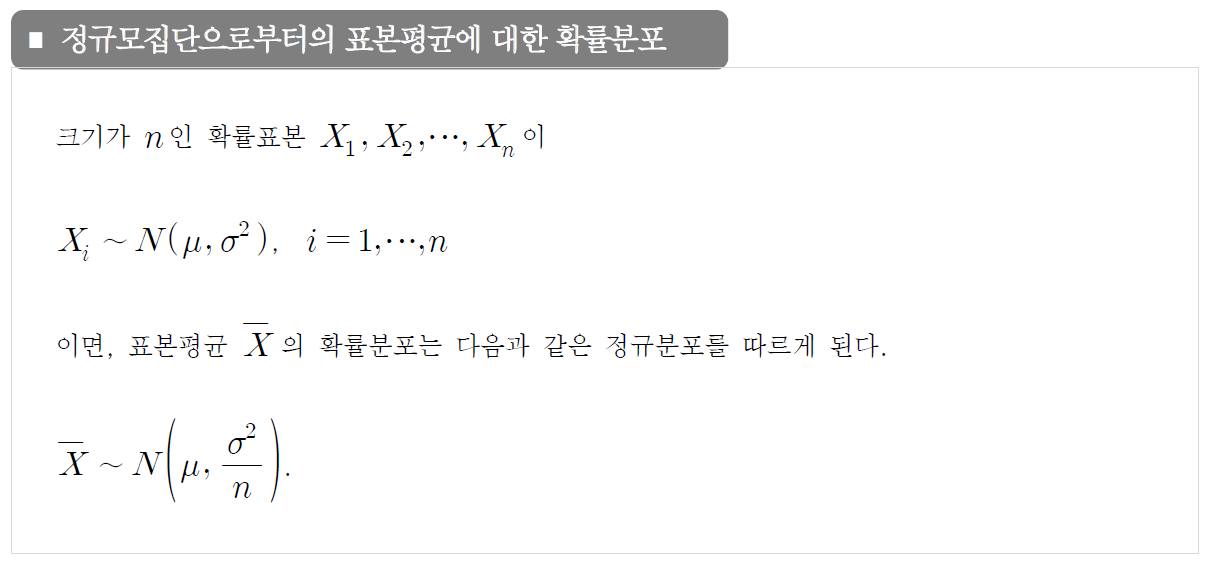 ■ 정규모집단으로부터의 표본평균에 대한 확률분포
크기가 n인 확률표본 X₁, X₂,⋯, Xₙ이
Xᵢ ~ N(μ, σ²), i = 1,⋯,n
이면, 표본평균 X̄의 확률분포는 다음과 같은 정규분포를 따르게 된다.
X̄ ~ N(μ, σ²/n).